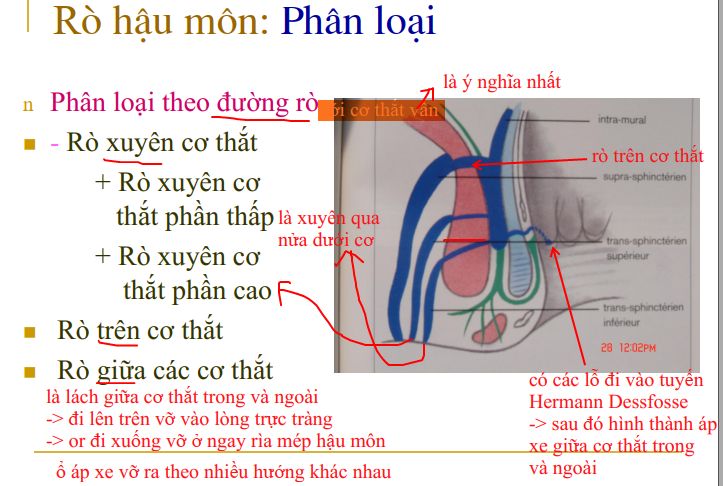 Rò hậu môn: Phân loại
là ý nghĩa nhất
n Phân loại theo đường rò
ới cơ thắt vân
intra-mural
- Rò xuyên cơ thắt
rò trên cơ thắt
supra-sphinctérien
+ Rò xuyên cơ
thắt phần thấp
là xuyên qua
nửa dưới cơ
+ Rò xuyên cơ
thắt phần cao
trans-sphinctérien
supérieur
trans-sphinctérien
inférieur
28 12:02PM
Rò trên cơ thắt
Rò giữa các cơ thắt
là lách giữa cơ thắt trong và ngoài
-> đi lên trên vỡ vào lòng trực tràng
-> or đi xuống vỡ ở ngay rìa mép hậu môn
ổ áp xe vỡ ra theo nhiều hướng khác nhau
có các lỗ đi vào tuyến
Hermann Dessfosse
-> sau đó hình thành áp
xe giữa cơ thắt trong
và ngoài